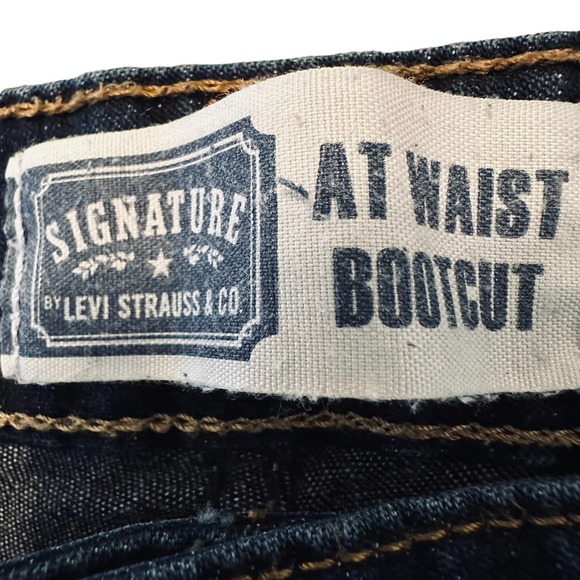 SIGNATURE
BY LEVI STRAUSS & CO.
AT WAIST
BOOTCUT